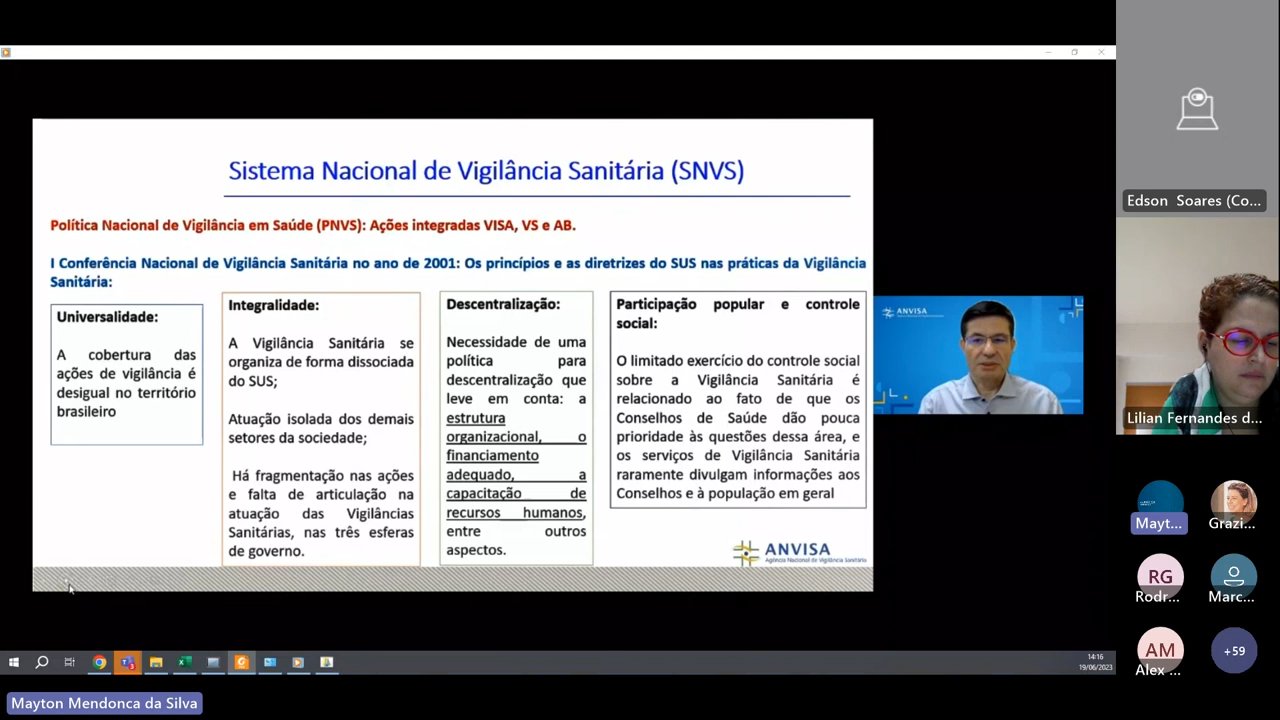 Sistema Nacional de Vigilância Sanitária (SNVS)
Política Nacional de Vigilância em Saúde (PNVS): Ações integradas VISA, VS e AB.
I Conferência Nacional de Vigilância Sanitária no ano de 2001: Os princípios e as diretrizes do SUS nas práticas da Vigilância
Sanitária:
Universalidade:
A cobertura das
ações de vigilância é
desigual no território
brasileiro
Integralidade:
A Vigilância Sanitária se
organiza de forma dissociada
do SUS;
Atuação isolada dos demais
setores da sociedade;
Há fragmentação nas ações
e falta de articulação na
atuação das Vigilâncias
Sanitárias, nas três esferas
de governo.
Descentralização:
Necessidade de uma
política para
descentralização que
leve em conta: a
estrutura
organizacional, o
financiamento
adequado, a
capacitação de
recursos humanos,
entre outros
aspectos.
Participação popular e controle
social:
O limitado exercício do controle social
sobre a Vigilância Sanitária é
relacionado ao fato de que os
Conselhos de Saúde dão pouca
prioridade às questões dessa área, e
os serviços de Vigilância Sanitária
raramente divulgam informações aos
Conselhos e à população em geral
ANVISA
Agência Nacional de Vigilância Sanitária
ANVISA
Edson Soares (Co...
Lilian Fernandes d...
Mayt...
Grazi...
RG
Rodr...
Marc...
AM
Alex ...
+59
14:16
19/06/2023
Mayton Mendonca da Silva